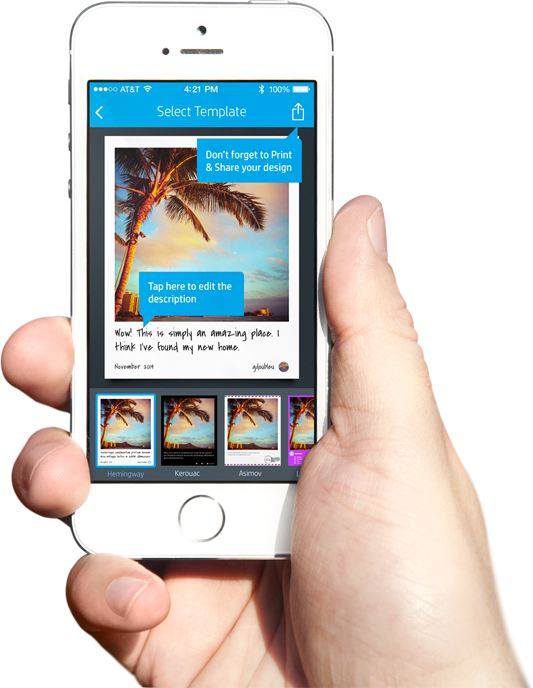 AT&T 4:21 PM 100%
Select Template
Don't forget to Print
& Share your design
Tap here to edit the
description
Wow! This is simply an amazing place. I
think I've found my new home.
November 2014
Hemingway Kerouac Asimov